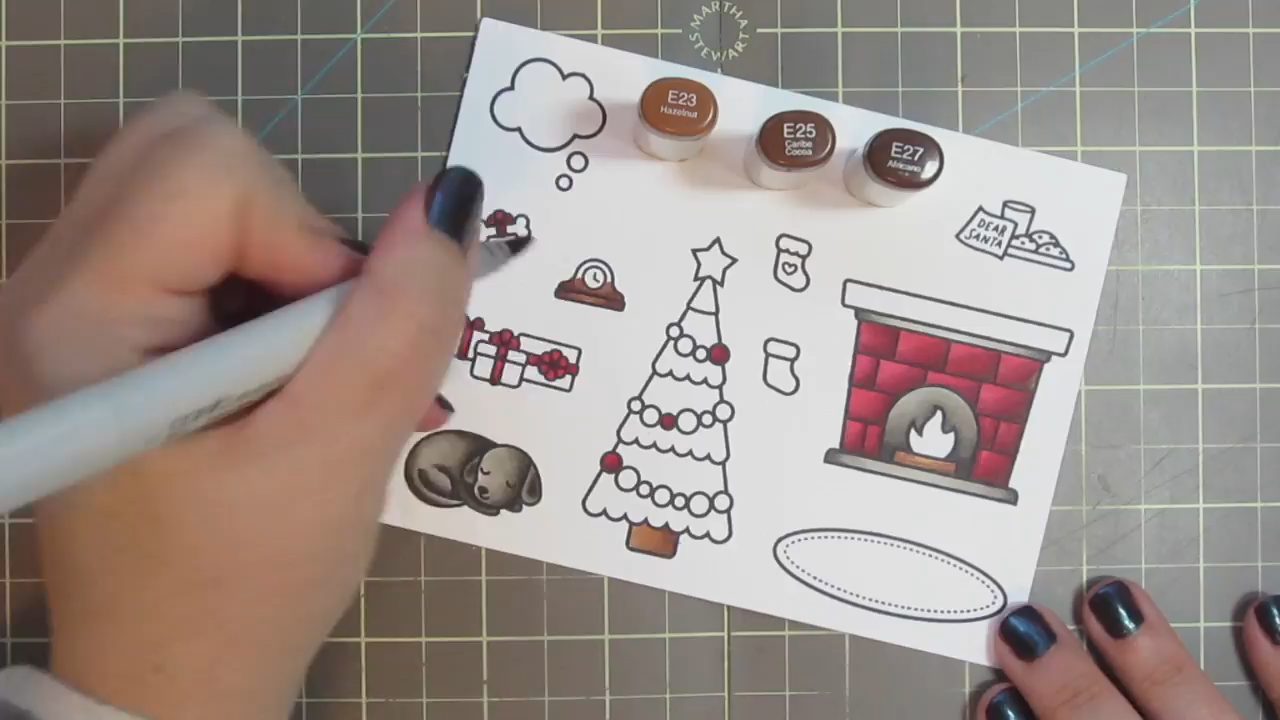 MARTHA
STEWART
E23
Hazelnut
E25
Caribe
Cocoa
E27
Africano
DEAR
SANTA